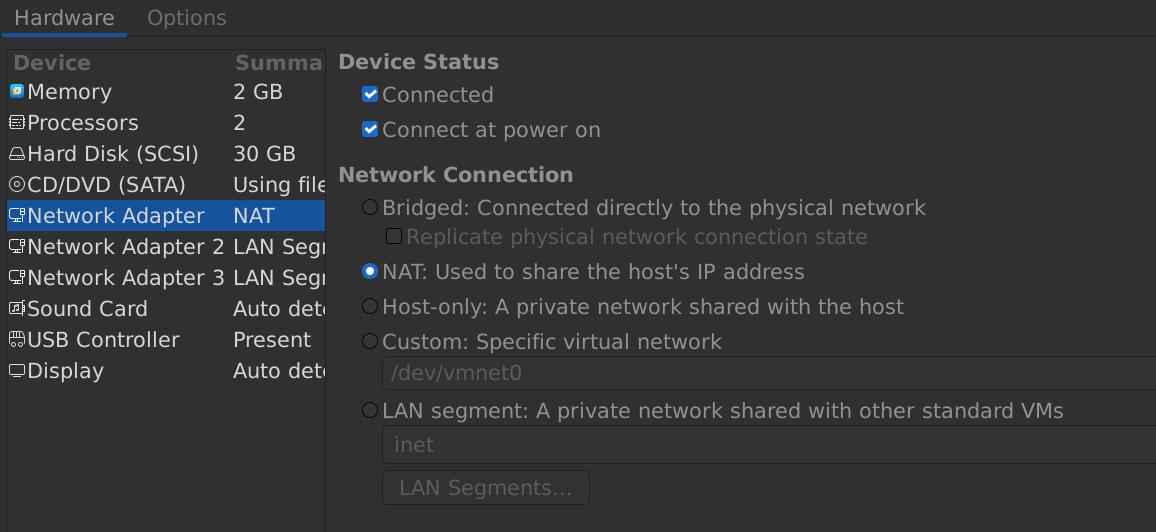 Hardware Options
Device Summa
Memory 2 GB
Processors 2
Hard Disk (SCSI) 30 GB
CD/DVD (SATA) Using file
Network Adapter NAT
Network Adapter 2 LAN Segr
Network Adapter 3 LAN Segr
Sound Card Auto dete
USB Controller Present
Display Auto dete
Device Status
Connected
Connect at power on
Network Connection
Bridged: Connected directly to the physical network
Replicate physical network connection state
NAT: Used to share the host's IP address
Host-only: A private network shared with the host
Custom: Specific virtual network
/dev/vmnet0
LAN segment: A private network shared with other standard VMs
inet
LAN Segments...